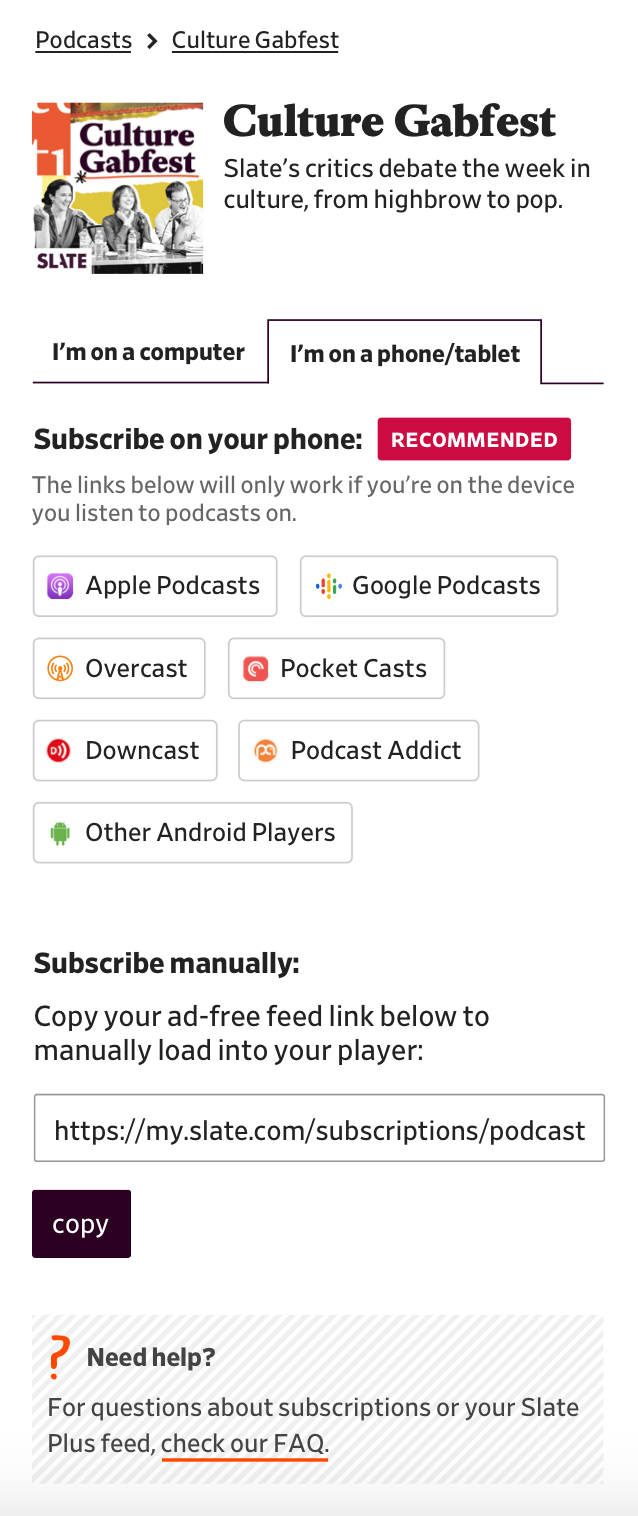 Podcasts > Culture Gabfest
Culture
Gabfest
SLATE
Culture Gabfest
Slate’s critics debate the week in
culture, from highbrow to pop.
I’m on a computer
I’m on a phone/tablet
Subscribe on your phone: RECOMMENDED
The links below will only work if you’re on the device
you listen to podcasts on.
Apple Podcasts
Google Podcasts
Overcast
Pocket Casts
Downcast
Podcast Addict
Other Android Players
Subscribe manually:
Copy your ad-free feed link below to
manually load into your player:
https://my.slate.com/subscriptions/podcast
copy
? Need help?
For questions about subscriptions or your Slate
Plus feed, check our FAQ.